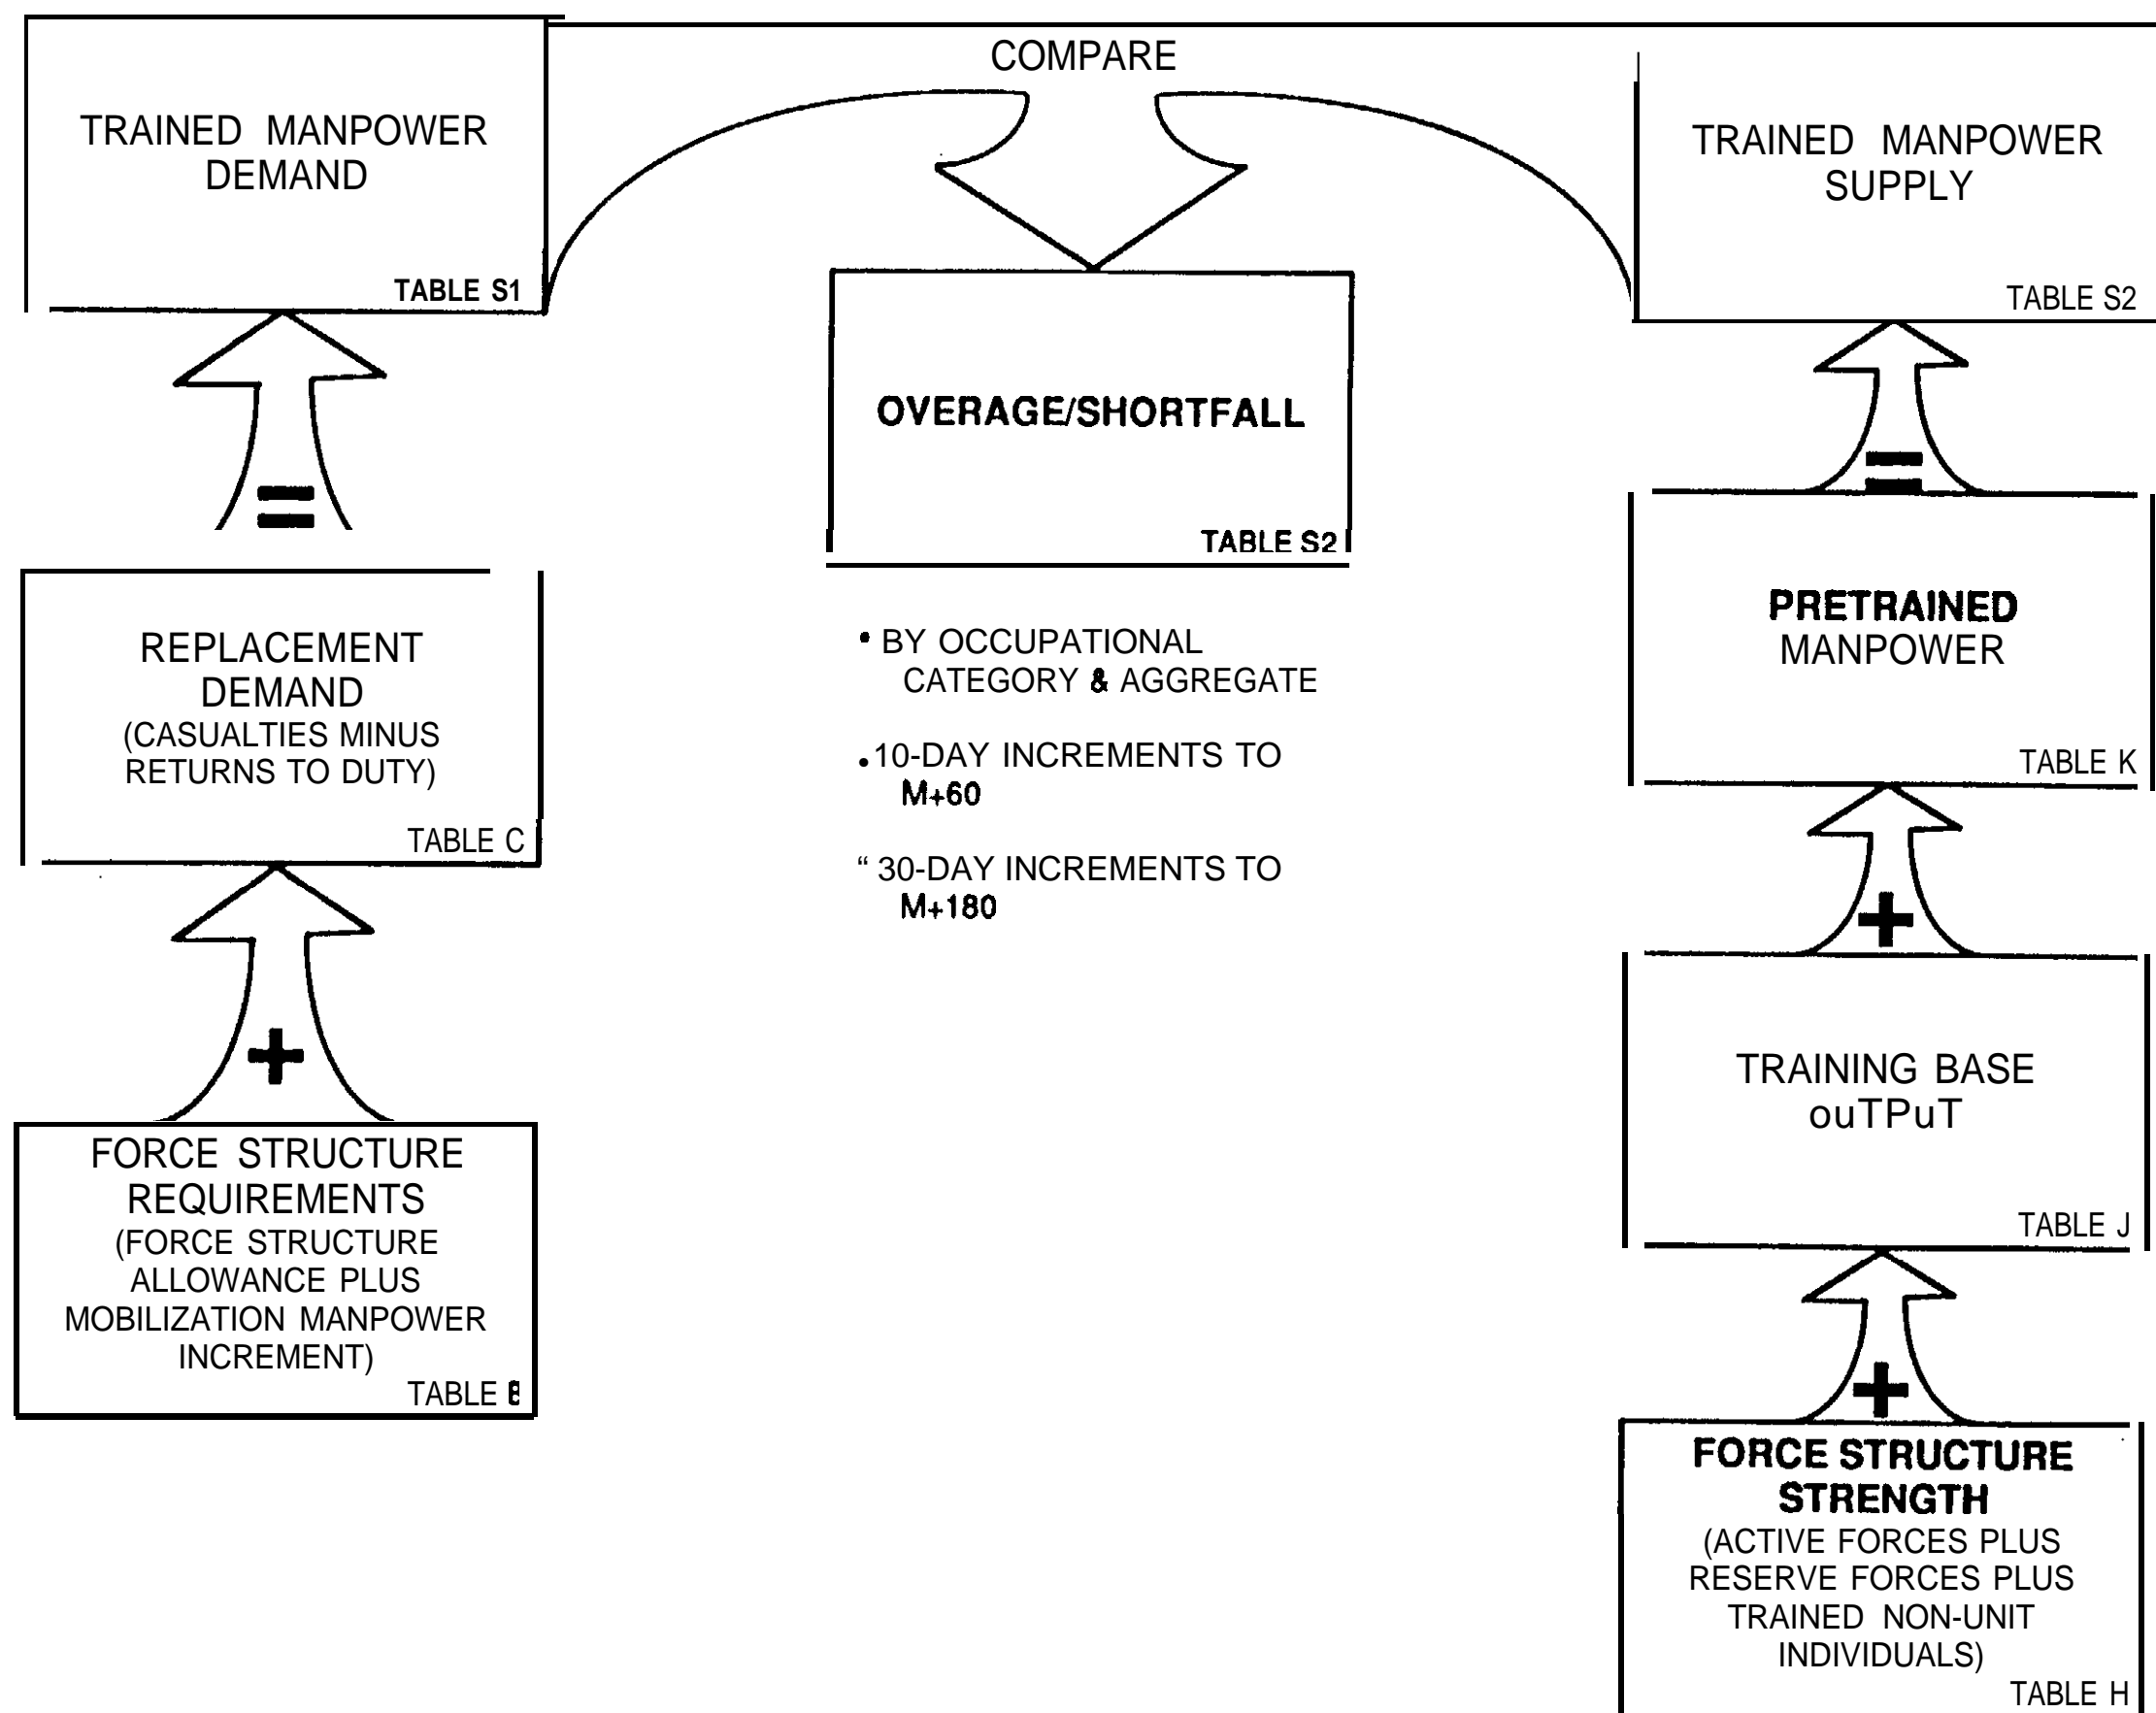 COMPARE
TRAINED MANPOWER
DEMAND
TABLE S1
TRAINED MANPOWER
SUPPLY
TABLE S2
OVERAGE/SHORTFALL
TABLE S2
• BY OCCUPATIONAL
CATEGORY & AGGREGATE
.10-DAY INCREMENTS TO
M+60
“ 30-DAY INCREMENTS TO
M+180
=
REPLACEMENT
DEMAND
(CASUALTIES MINUS
RETURNS TO DUTY)
TABLE C
+
FORCE STRUCTURE
REQUIREMENTS
(FORCE STRUCTURE
ALLOWANCE PLUS
MOBILIZATION MANPOWER
INCREMENT)
TABLE
=
PRETRAINED
MANPOWER
TABLE K
+
TRAINING BASE
ouTPuT
TABLE J
+
FORCE STRUCTURE
STRENGTH
(ACTIVE FORCES PLUS
RESERVE FORCES PLUS
TRAINED NON-UNIT
INDIVIDUALS)
TABLE H